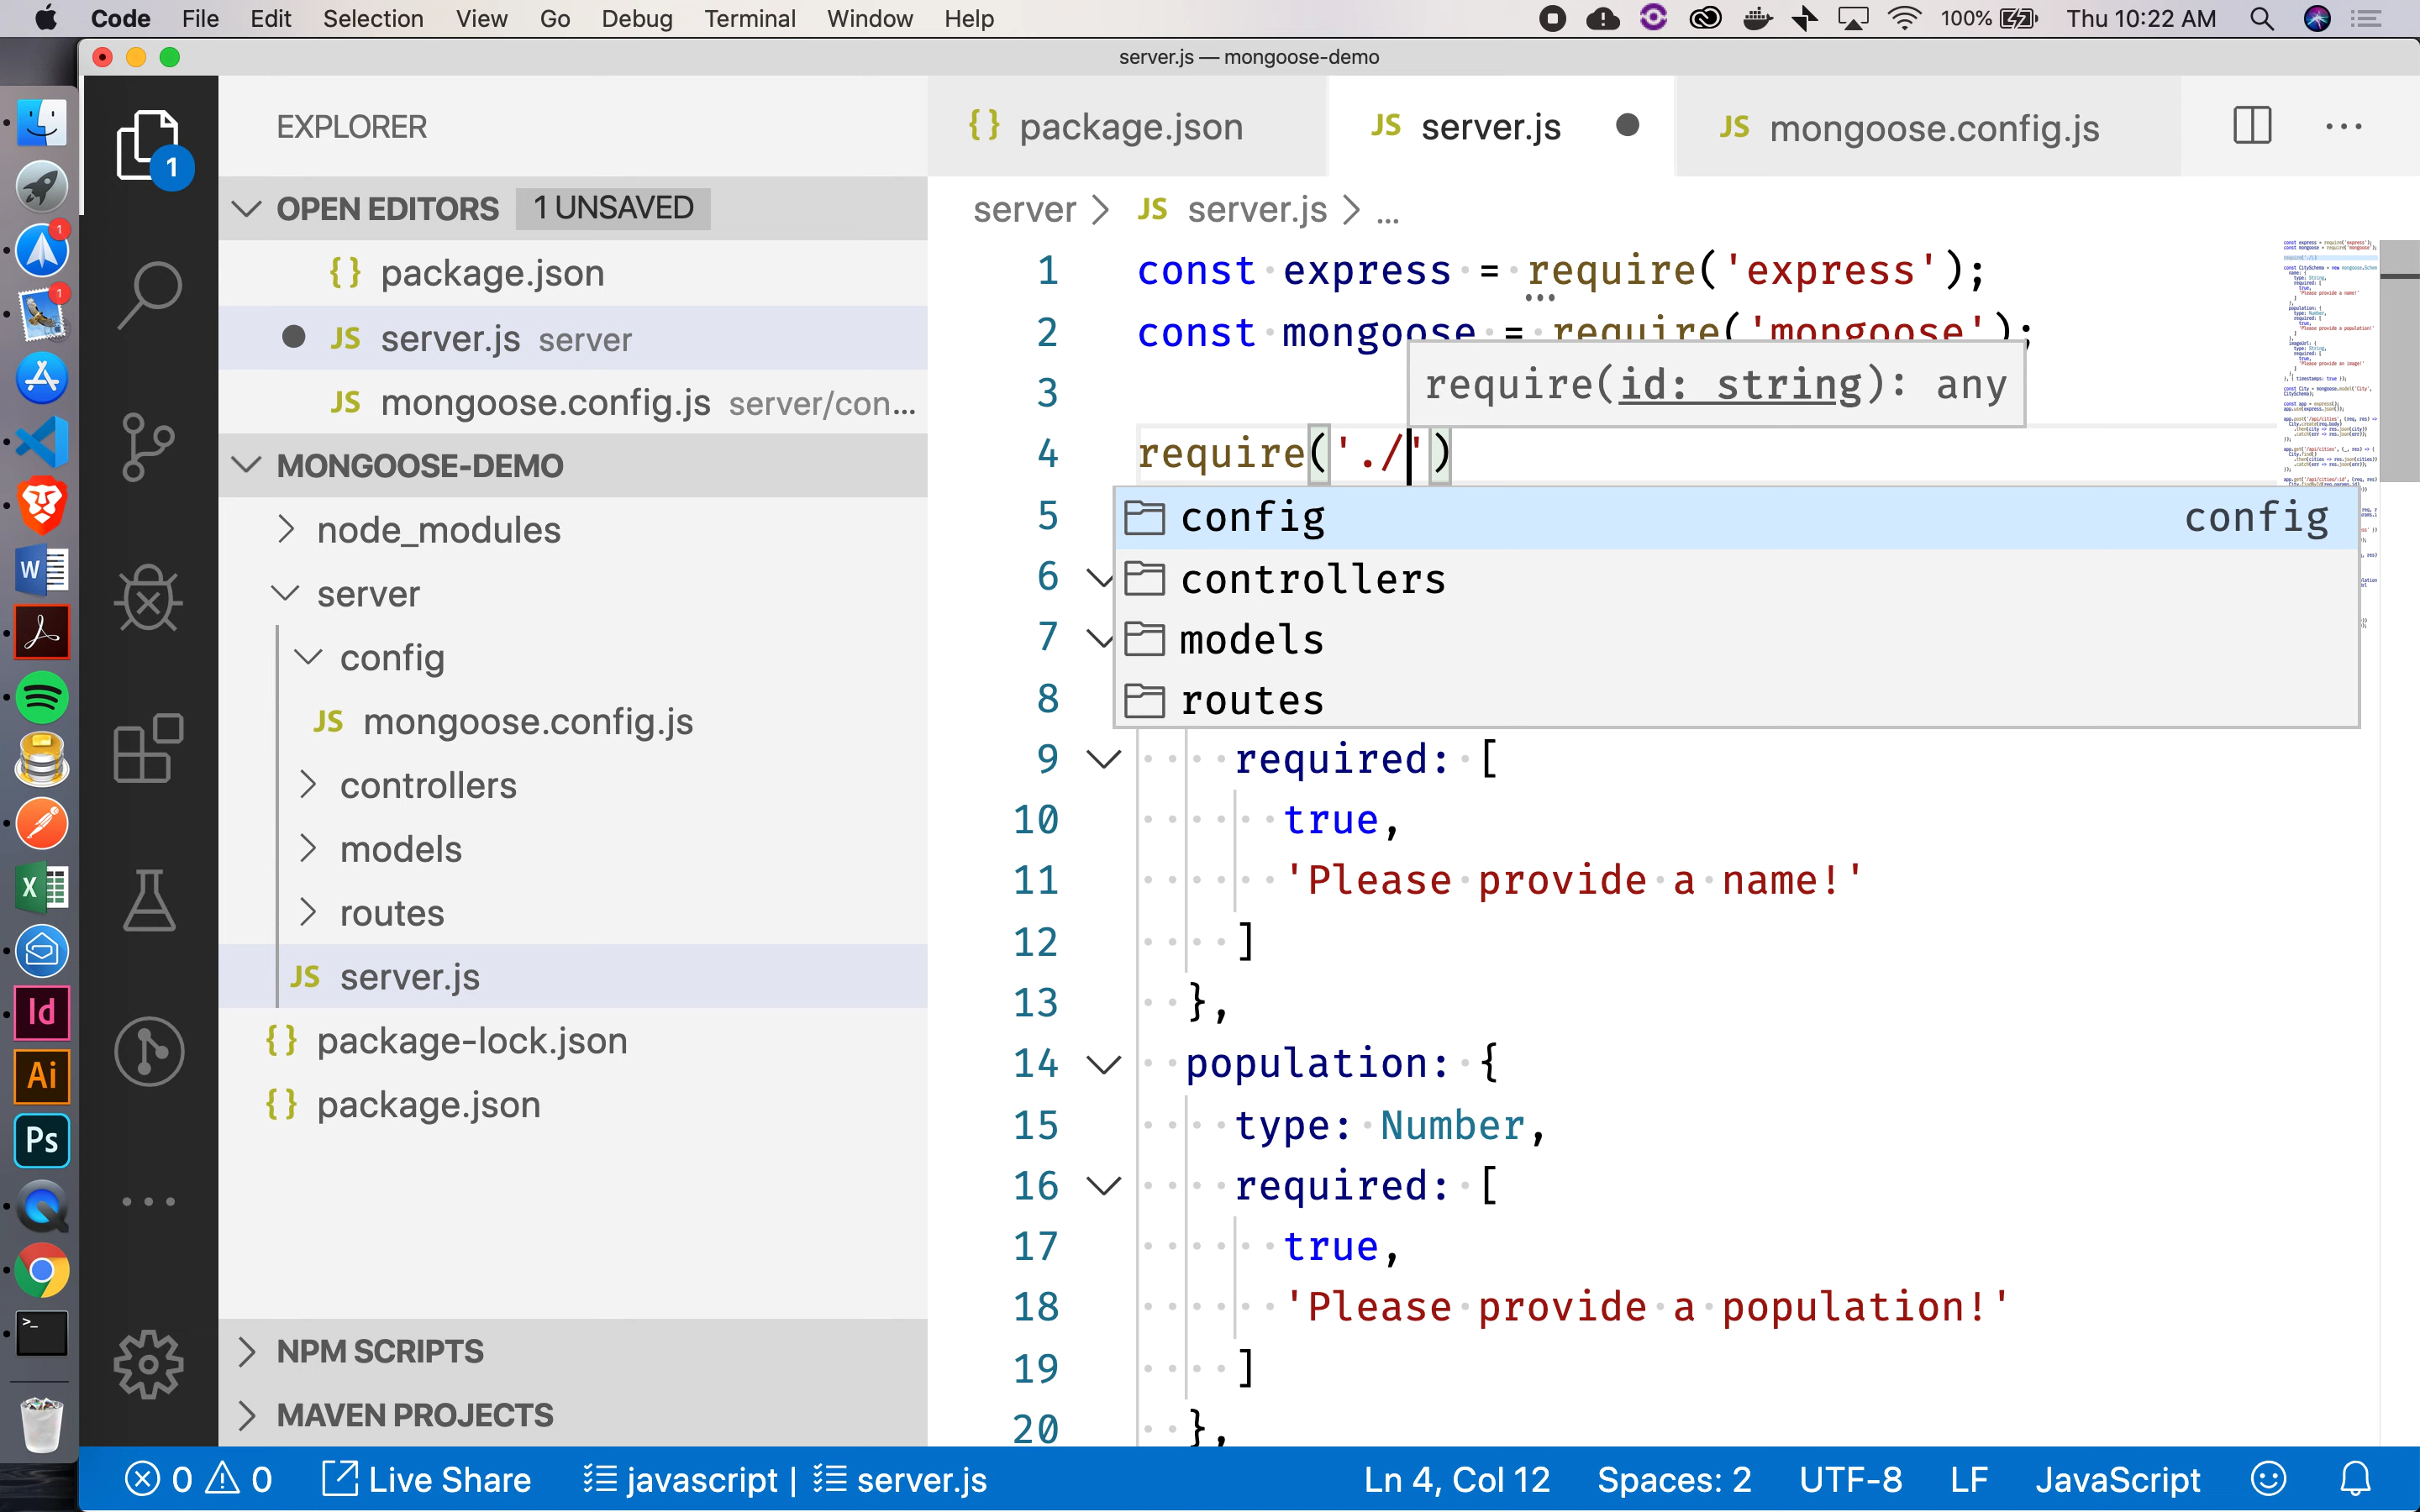 Code File Edit Selection View Go Debug Terminal Window Help 100% Thu 10:22 AM
server.js — mongoose-demo
EXPLORER
1
OPEN EDITORS 1 UNSAVED
{} package.json
JS server.js server
JS mongoose.config.js server/con...
MONGOOSE-DEMO
node_modules
server
config
JS mongoose.config.js
controllers
models
routes
JS server.js
{} package-lock.json
{} package.json
NPM SCRIPTS
MAVEN PROJECTS
{} package.json JS server.js JS mongoose.config.js
server > JS server.js > ...
1 const express = require('express');
2 const mongoose = require('mongoose');
3
require(id: string): any
4 require('./')
5
config config
6
controllers
7
models
8
routes
9 required: [
10 true,
11 'Please provide a name!'
12 ]
13 },
14 population: {
15 type: Number,
16 required: [
17 true,
18 'Please provide a population!'
19 ]
20 },
0 0 Live Share javascript | server.js Ln 4, Col 12 Spaces: 2 UTF-8 LF JavaScript
1
1
W
X
Id
Ai
Ps
>_